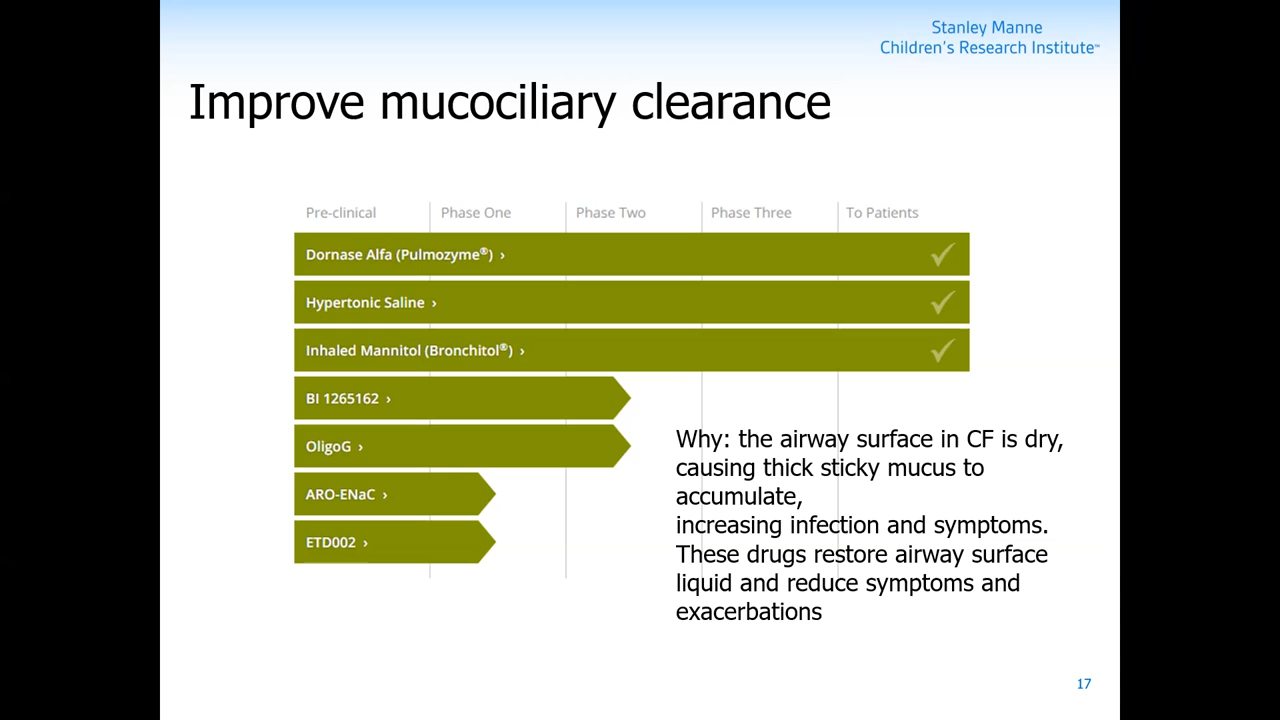 Stanley Manne
Children's Research Institute™
Improve mucociliary clearance
Pre-clinical Phase One Phase Two Phase Three To Patients
Dornase Alfa (Pulmozyme®) ›
Hypertonic Saline ›
Inhaled Mannitol (Bronchitol®) ›
BI 1265162 ›
OligoG ›
ARO-ENaC ›
ETD002 ›
Why: the airway surface in CF is dry,
causing thick sticky mucus to
accumulate,
increasing infection and symptoms.
These drugs restore airway surface
liquid and reduce symptoms and
exacerbations
17